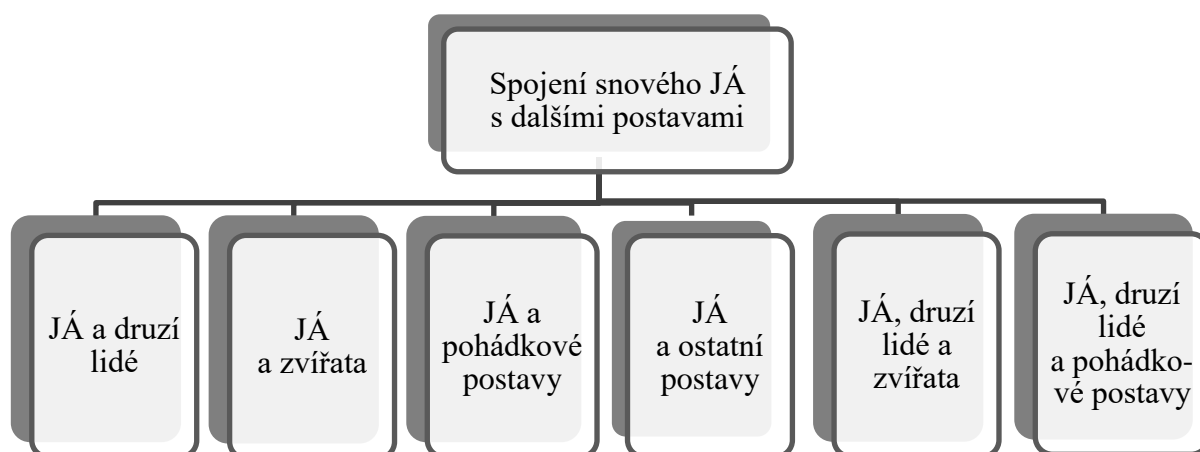 Spojení snového JÁ
s dalšími postavami
JÁ a druzí
lidé
JÁ
a zvířata
JÁ a
pohádkové
postavy
JÁ
a ostatní
postavy
JÁ, druzí
lidé a
zvířata
JÁ, druzí
lidé
a pohádko-
vé postavy